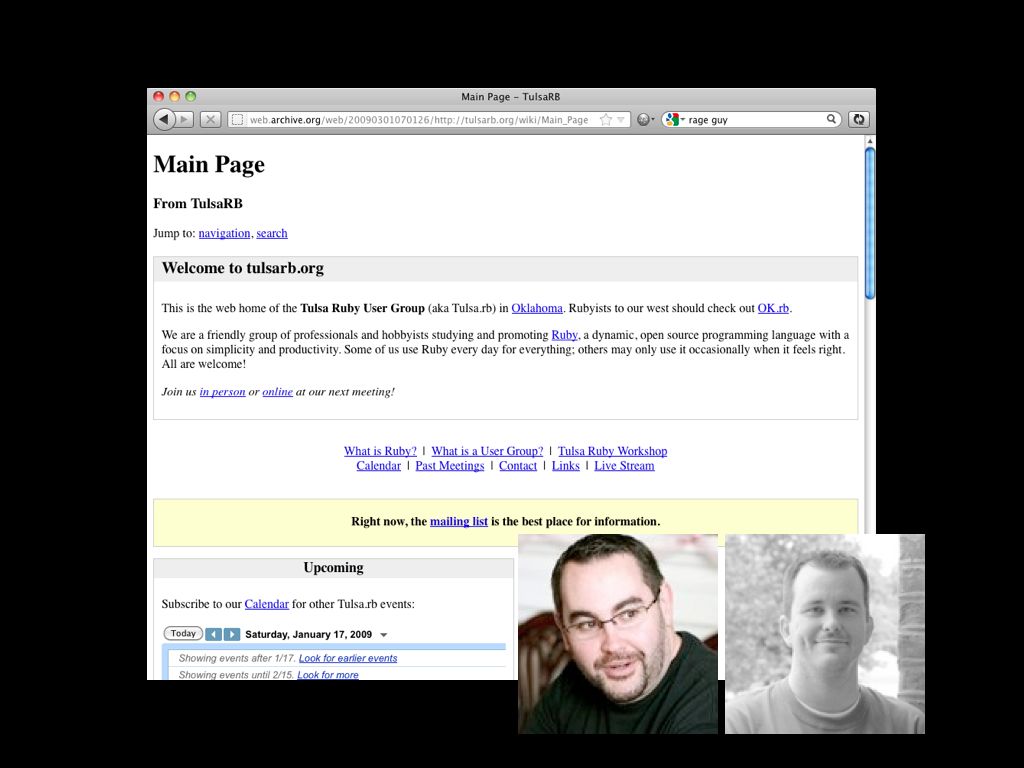 Main Page – TulsaRB
web.archive.org/web/20090301070126/http://tulsarb.org/wiki/Main_Page
rage guy
Main Page
From TulsaRB
Jump to: navigation, search
Welcome to tulsarb.org
This is the web home of the Tulsa Ruby User Group (aka Tulsa.rb) in Oklahoma. Rubyists to our west should check out OK.rb.
We are a friendly group of professionals and hobbyists studying and promoting Ruby, a dynamic, open source programming language with a
focus on simplicity and productivity. Some of us use Ruby every day for everything; others may only use it occasionally when it feels right.
All are welcome!
Join us in person or online at our next meeting!
What is Ruby? | What is a User Group? | Tulsa Ruby Workshop
Calendar | Past Meetings | Contact | Links | Live Stream
Right now, the mailing list is the best place for information.
Upcoming
Subscribe to our Calendar for other Tulsa.rb events:
Today
Saturday, January 17, 2009
Showing events after 1/17. Look for earlier events
Showing events until 2/15. Look for more